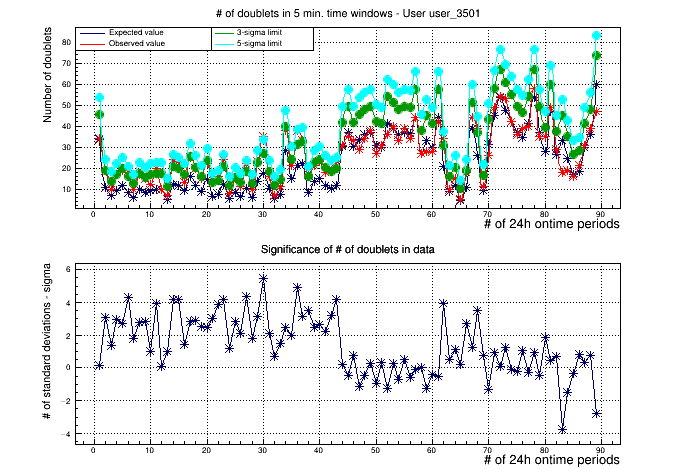 # of doublets in 5 min. time windows - User user_3501
Expected value
3-sigma limit
Observed value
5-sigma limit
Number of doublets
80
70
60
50
40
30
20
10
0 10 20 30 40 50 60 70 80 90
# of 24h ontime periods
Significance of # of doublets in data
# of standard deviations - sigma
6
4
2
0
−2
−4
0 10 20 30 40 50 60 70 80 90
# of 24h ontime periods